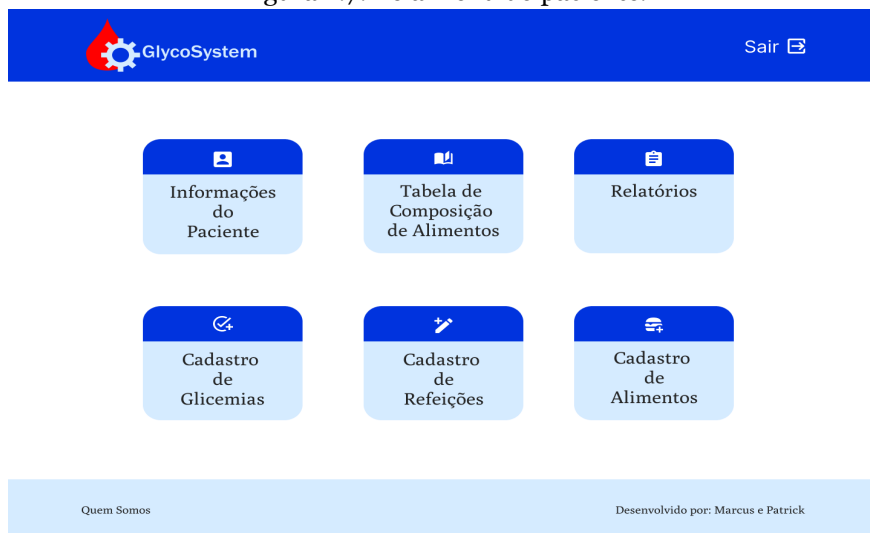 GlycoSystem
Sair
Informações
do
Paciente
Tabela de
Composição
de Alimentos
Relatórios
Cadastro
de
Glicemias
Cadastro
de
Refeições
Cadastro
de
Alimentos
Quem Somos
Desenvolvido por: Marcus e Patrick